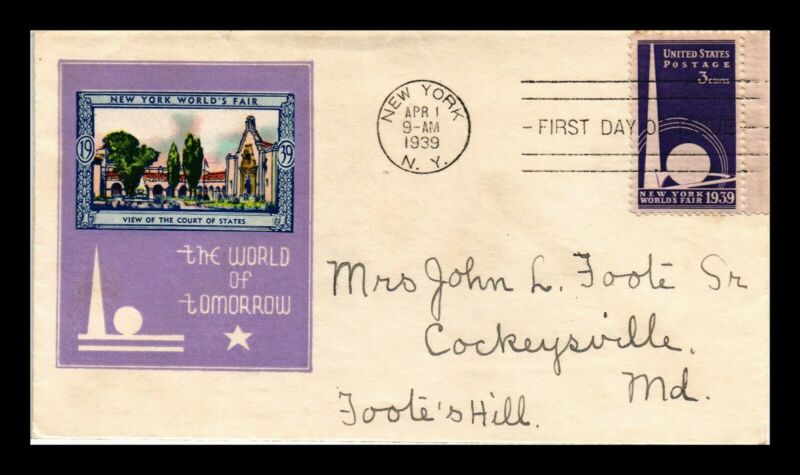 NEW YORK WORLD'S FAIR
19 39
VIEW OF THE COURT OF STATES
the WORLD
of
tomorrow
NEW YORK
APR 1
9-AM
1939
N. Y.
FIRST DAY OF
UNITED STATES
POSTAGE
3 CENTS
NEW YORK
WORLD'S FAIR 1939
Mrs John L. Foote Sr
Cockeysville.
Md.
Foote's Hill.